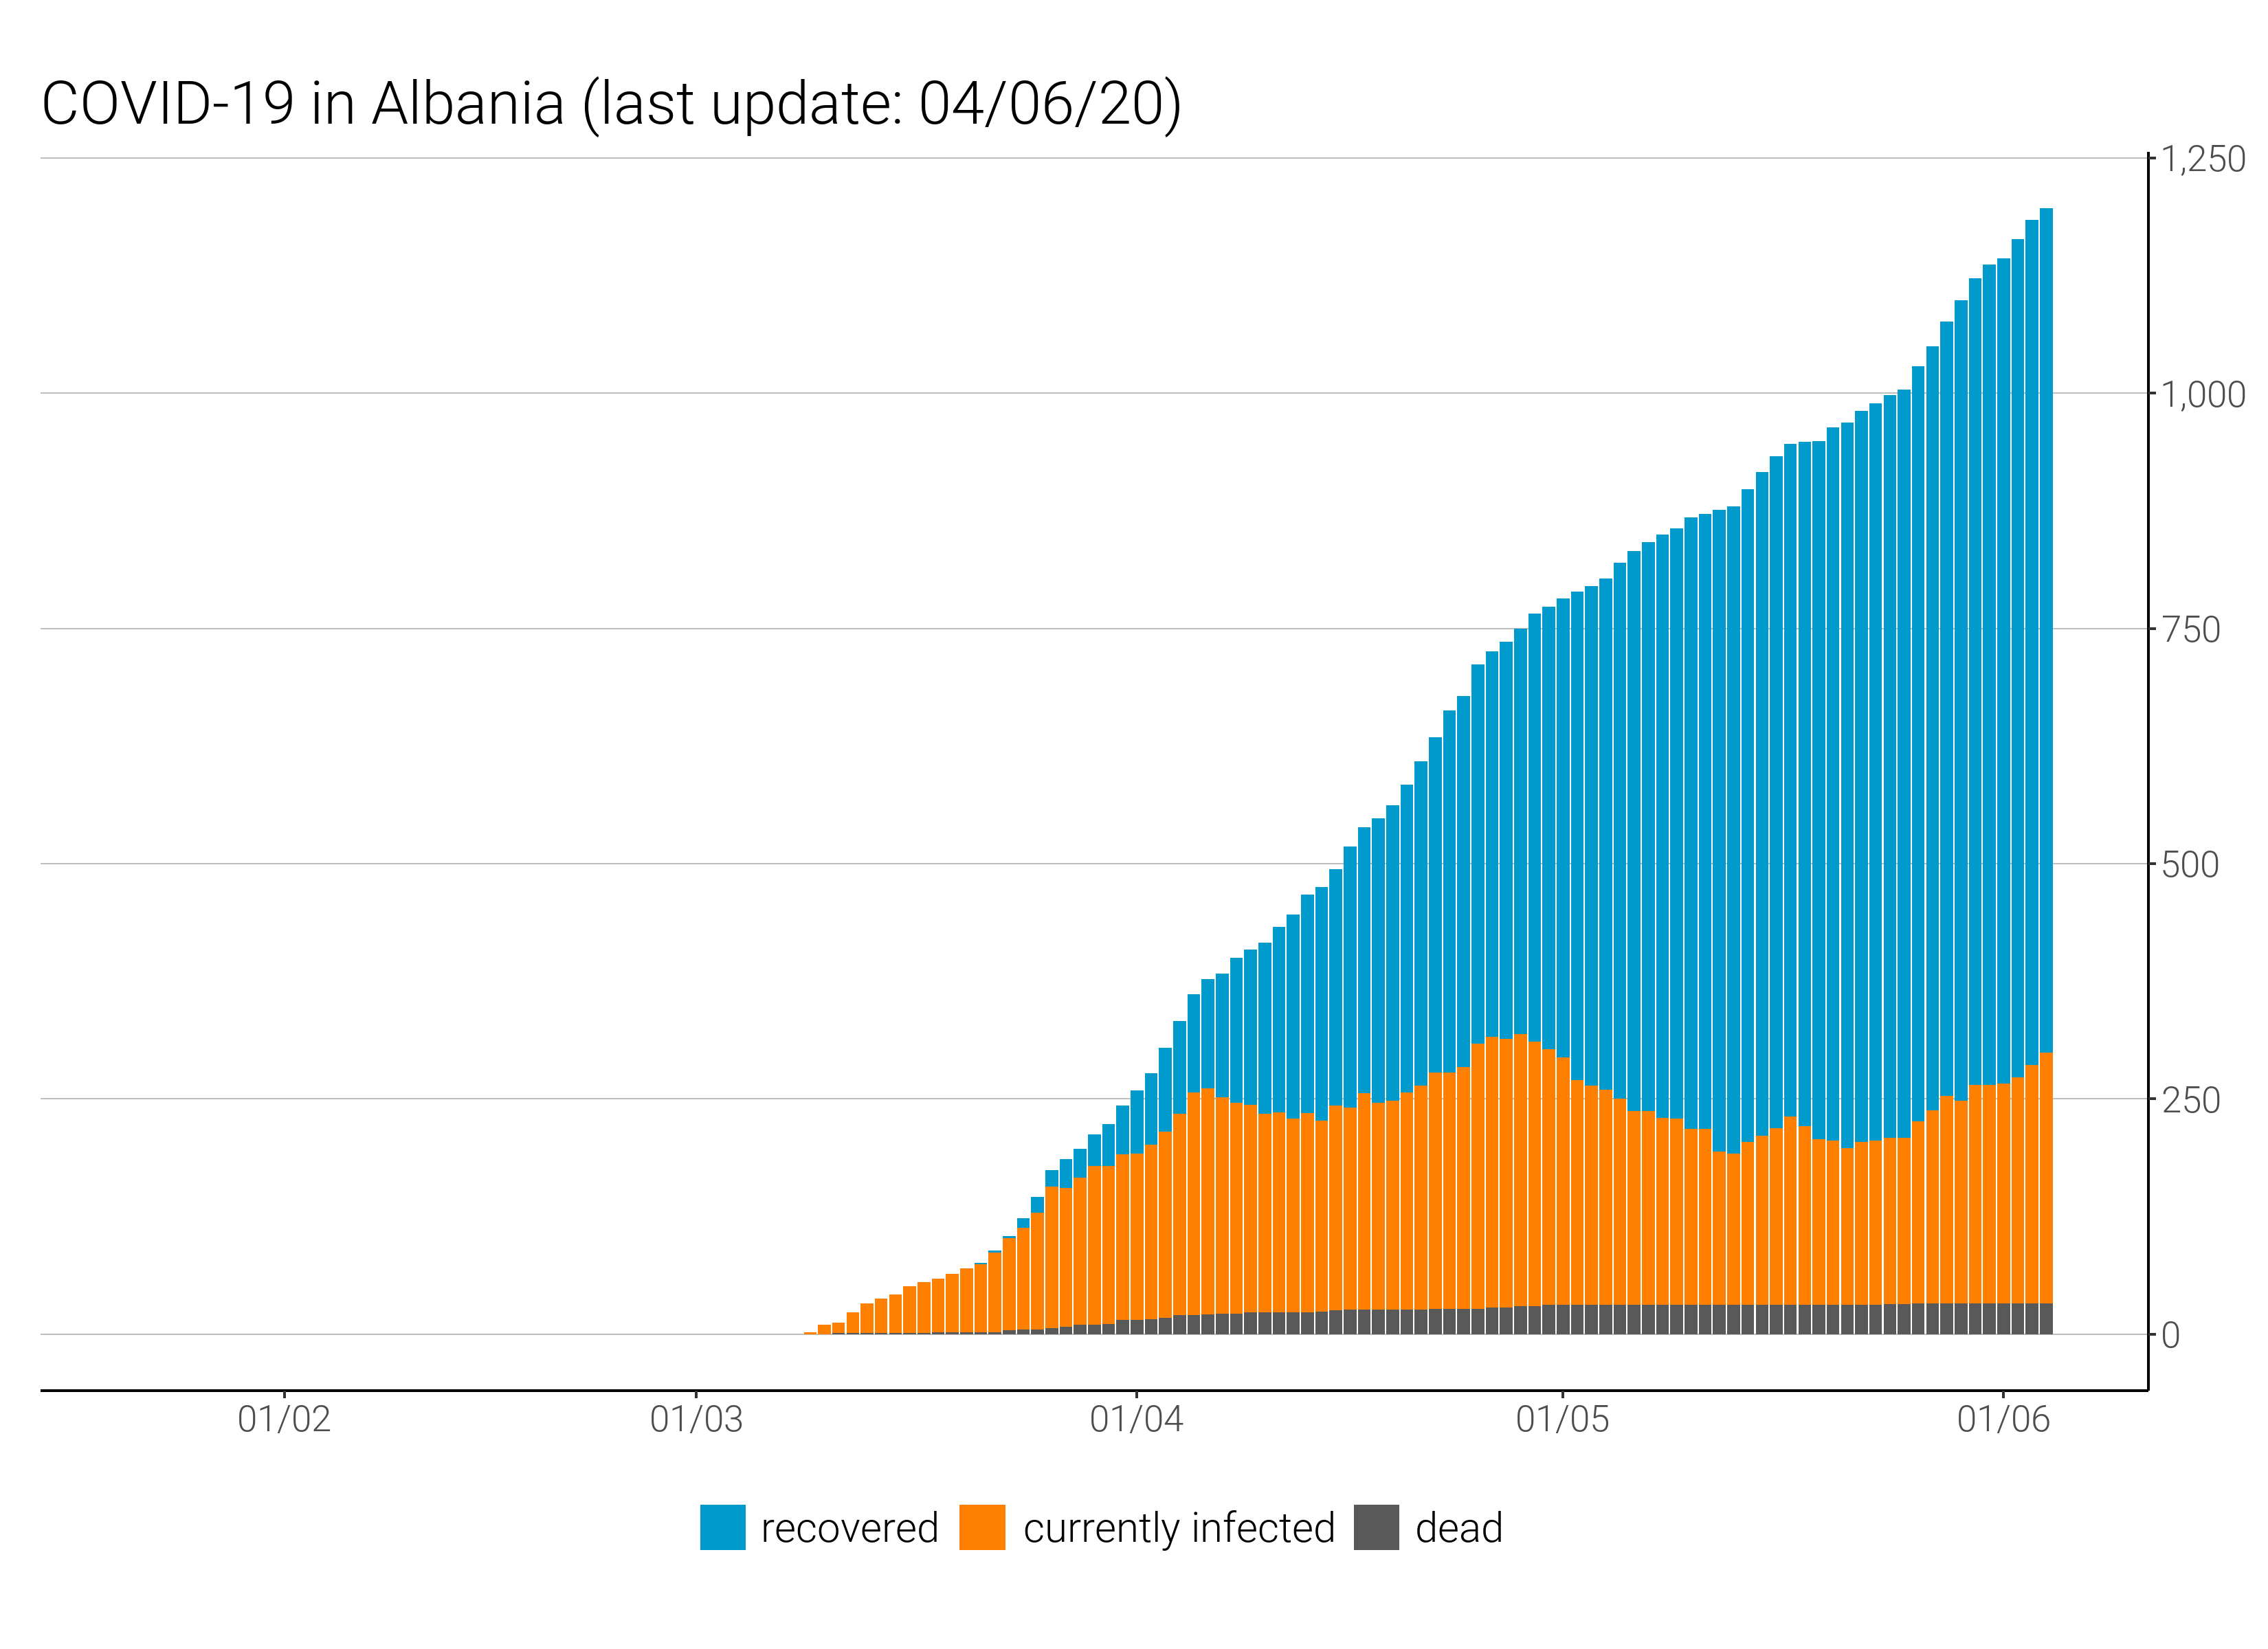 COVID-19 in Albania (last update: 04/06/20)
1,250
1,000
750
500
250
0
01/02 01/03 01/04 01/05 01/06
recovered currently infected dead